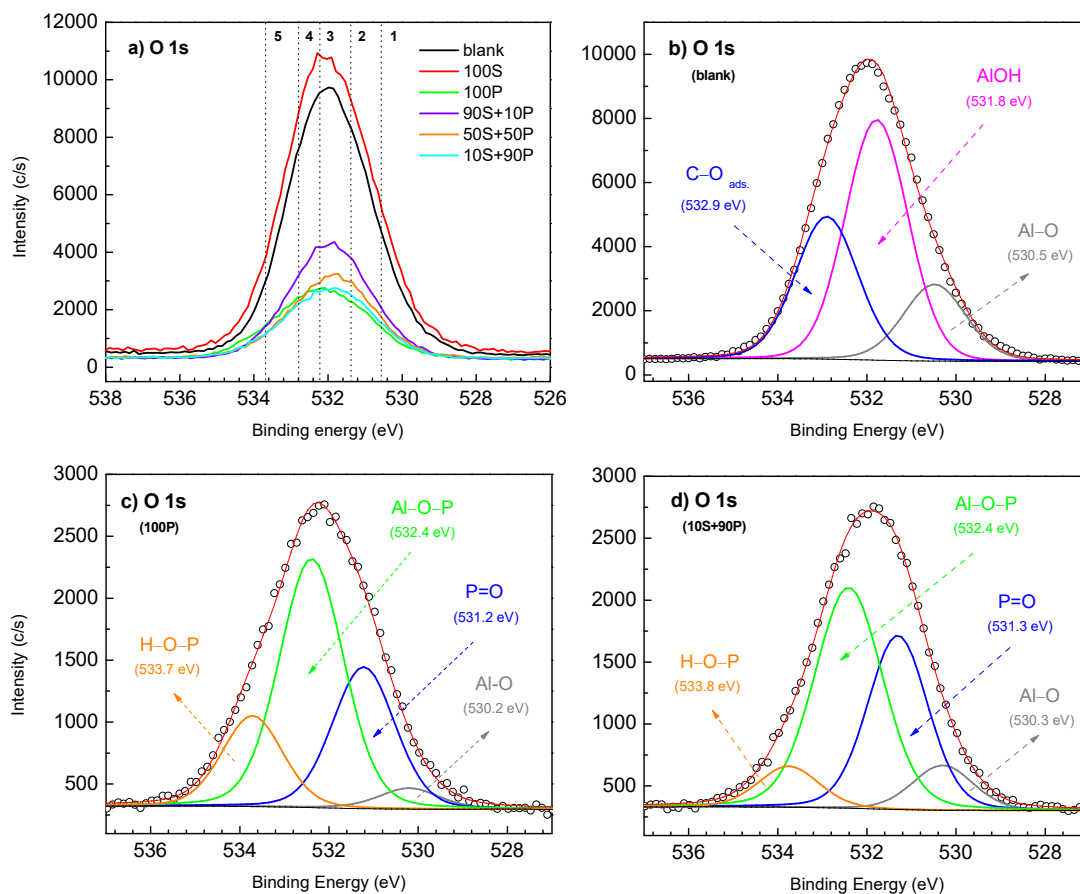 a) O 1s
5 4 3 2 1
blank
100S
100P
90S+10P
50S+50P
10S+90P
12000
10000
8000
6000
4000
2000
0
Intensity (c/s)
538 536 534 532 530 528 526
Binding energy (eV)
b) O 1s
(blank)
AlOH
(531.8 eV)
C–O ads.
(532.9 eV)
Al–O
(530.5 eV)
10000
8000
6000
4000
2000
0
536 534 532 530 528
Binding Energy (eV)
c) O 1s
(100P)
Al-O-P
(532.4 eV)
P=O
(531.2 eV)
H–O–P
(533.7 eV)
Al-O
(530.2 eV)
3000
2500
2000
1500
1000
500
Intensity (c/s)
536 534 532 530 528
Binding Energy (eV)
d) O 1s
(10S+90P)
Al-O-P
(532.4 eV)
P=O
(531.3 eV)
H–O–P
(533.8 eV)
Al–O
(530.3 eV)
3000
2500
2000
1500
1000
500
536 534 532 530 528
Binding Energy (eV)